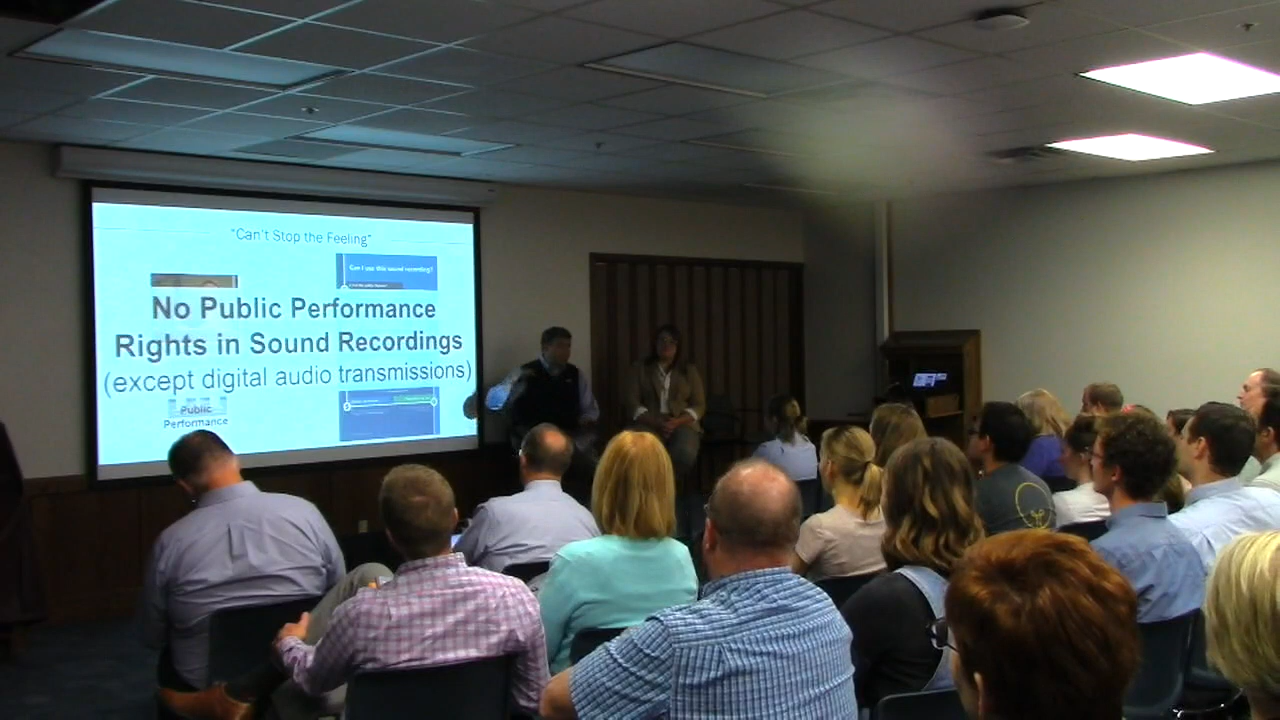 "Can't Stop the Feeling"
Can I use this sound recording?
No Public Performance
Rights in Sound Recordings
(except digital audio transmissions)
Public
Performance